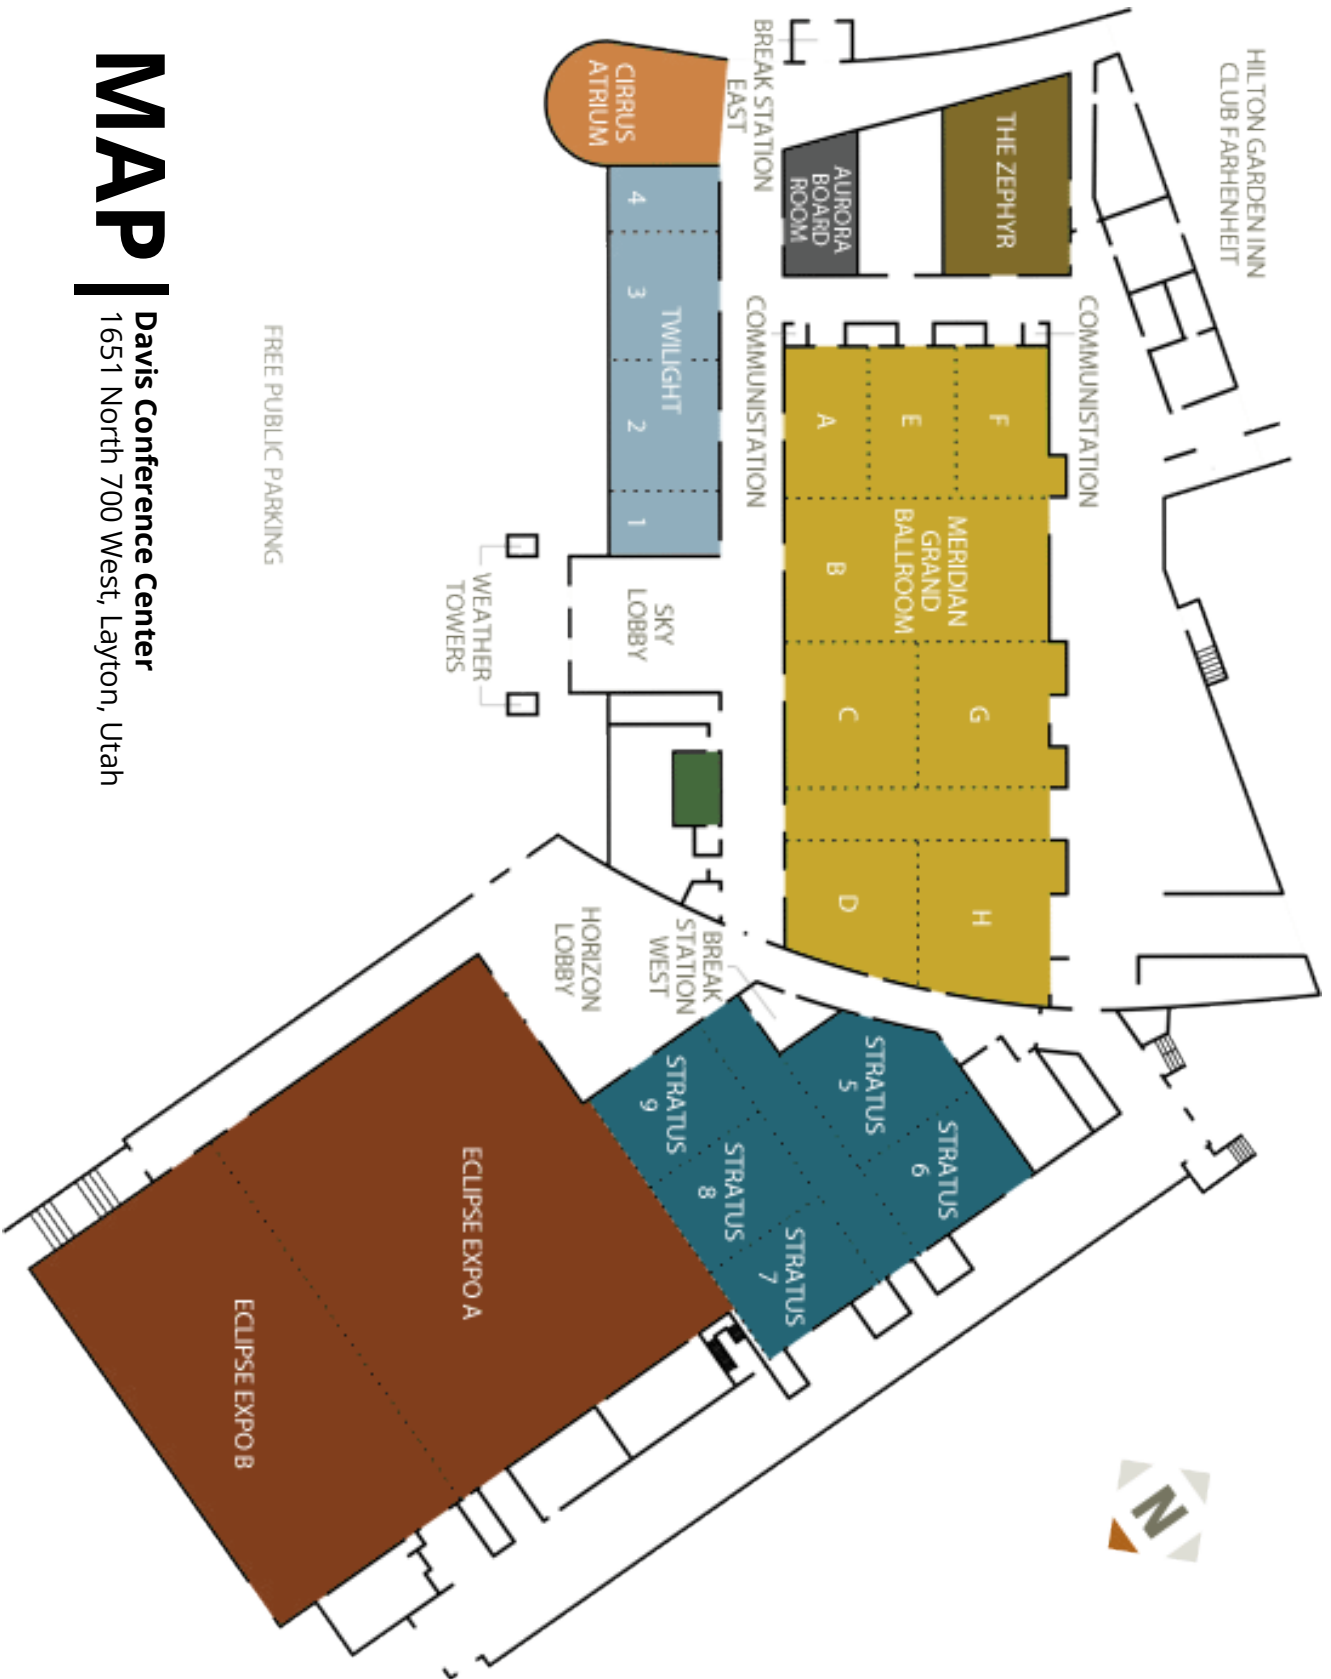 MAP
Davis Conference Center
1651 North 700 West, Layton, Utah
HILTON GARDEN INN
CLUB FARHENHEIT
BREAK STATION
EAST
CIRRUS
ATRIUM
THE ZEPHYR
AURORA
BOARD
ROOM
COMMUNISTATION
COMMUNISTATION
4
3
TWILIGHT
2
1
F
E
A
MERIDIAN
GRAND
BALLROOM
B
G
C
H
D
SKY
LOBBY
WEATHER
TOWERS
FREE PUBLIC PARKING
BREAK
STATION
WEST
HORIZON
LOBBY
STRATUS
5
STRATUS
6
STRATUS
9
STRATUS
8
STRATUS
7
ECLIPSE EXPO A
ECLIPSE EXPO B
N